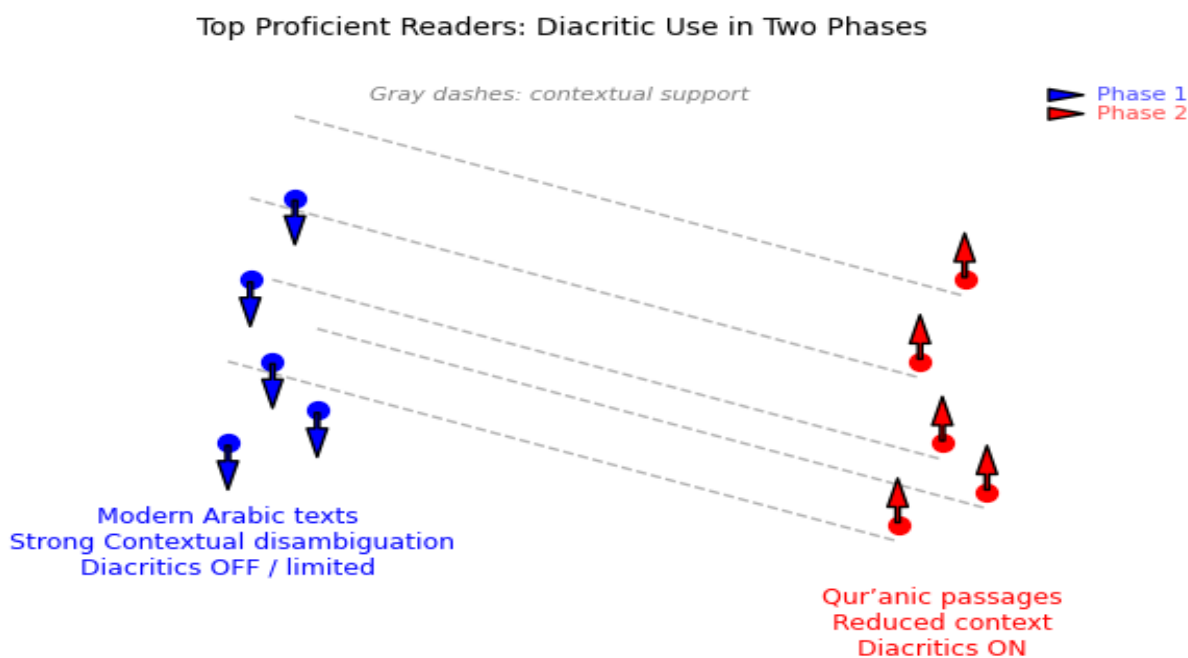 Top Proficient Readers: Diacritic Use in Two Phases
Gray dashes: contextual support
Phase 1
Phase 2
Modern Arabic texts
Strong Contextual disambiguation
Diacritics OFF / limited
Qur’anic passages
Reduced context
Diacritics ON